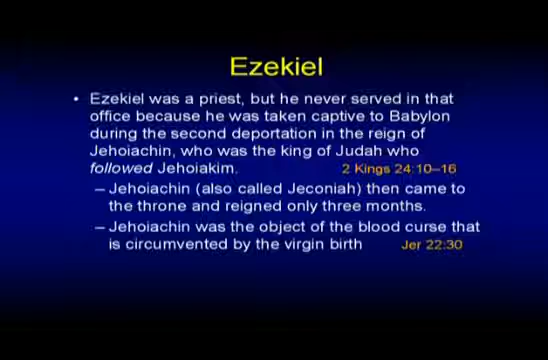 Ezekiel
• Ezekiel was a priest, but he never served in that
office because he was taken captive to Babylon
during the second deportation in the reign of
Jehoiachin, who was the king of Judah who
followed Jehoiakim. 2 Kings 24:10–16
– Jehoiachin (also called Jeconiah) then came to
the throne and reigned only three months.
– Jehoiachin was the object of the blood curse that
is circumvented by the virgin birth Jer 22:30